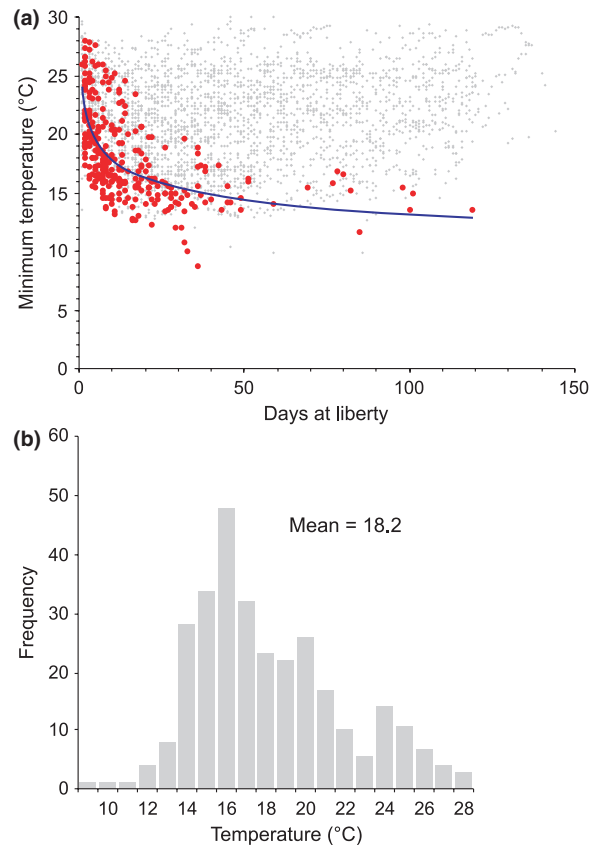 (a)
30
25
20
15
10
5
0
Minimum temperature (°C)
0 50 100 150
Days at liberty
(b)
60
50
40
30
20
10
0
Frequency
Mean = 18.2
10 12 14 16 18 20 22 24 26 28
Temperature (°C)